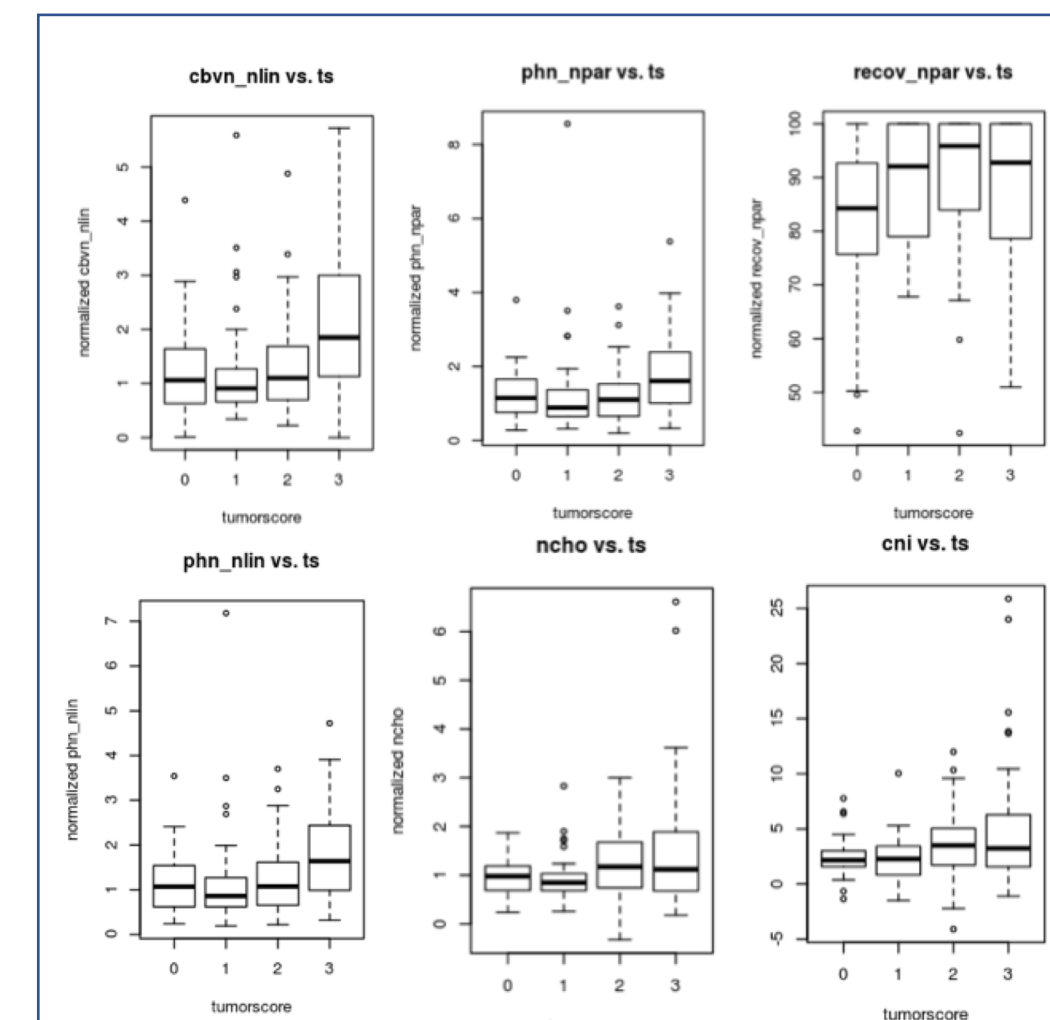 cbvn_nlin vs. ts
normalized cbvn_nlin
0 1 2 3 4 5
0 1 2 3
tumorscore
phn_npar vs. ts
normalized phn_npar
0 2 4 6 8
0 1 2 3
tumorscore
recov_npar vs. ts
normalized recov_npar
50 60 70 80 90 100
0 1 2 3
tumorscore
phn_nlin vs. ts
normalized phn_nlin
0 1 2 3 4 5 6 7
0 1 2 3
tumorscore
ncho vs. ts
normalized ncho
0 1 2 3 4 5 6
0 1 2 3
cni vs. ts
-5 0 5 10 15 20 25
0 1 2 3
tumorscore